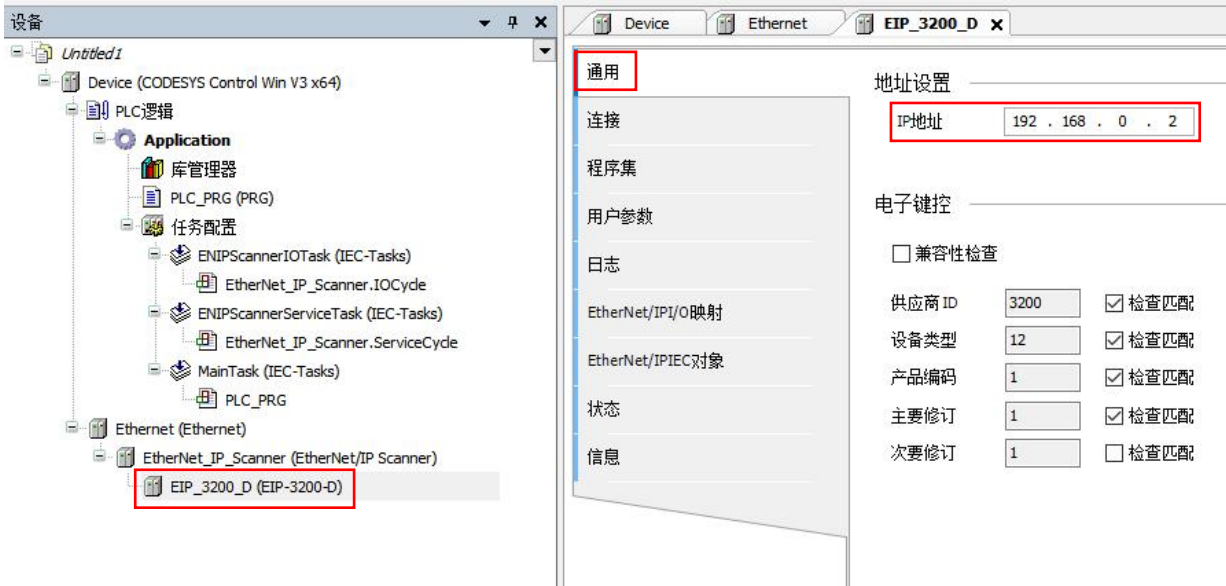 设备
Untitled1
Device (CODESYS Control Win V3 x64)
PLC逻辑
Application
库管理器
PLC_PRG (PRG)
任务配置
ENIPScannerIOTask (IEC-Tasks)
EtherNet_IP_Scanner.IOCycle
ENIPScannerServiceTask (IEC-Tasks)
EtherNet_IP_Scanner.ServiceCycle
MainTask (IEC-Tasks)
PLC_PRG
Ethernet (Ethernet)
EtherNet_IP_Scanner (EtherNet/IP Scanner)
EIP_3200_D (EIP-3200-D)
Device Ethernet EIP_3200_D
通用
连接
程序集
用户参数
日志
EtherNet/IPI/O映射
EtherNet/IPIEC对象
状态
信息
地址设置
IP地址 192 . 168 . 0 . 2
电子键控
兼容性检查
供应商 ID 3200 检查匹配
设备类型 12 检查匹配
产品编码 1 检查匹配
主要修订 1 检查匹配
次要修订 1 检查匹配